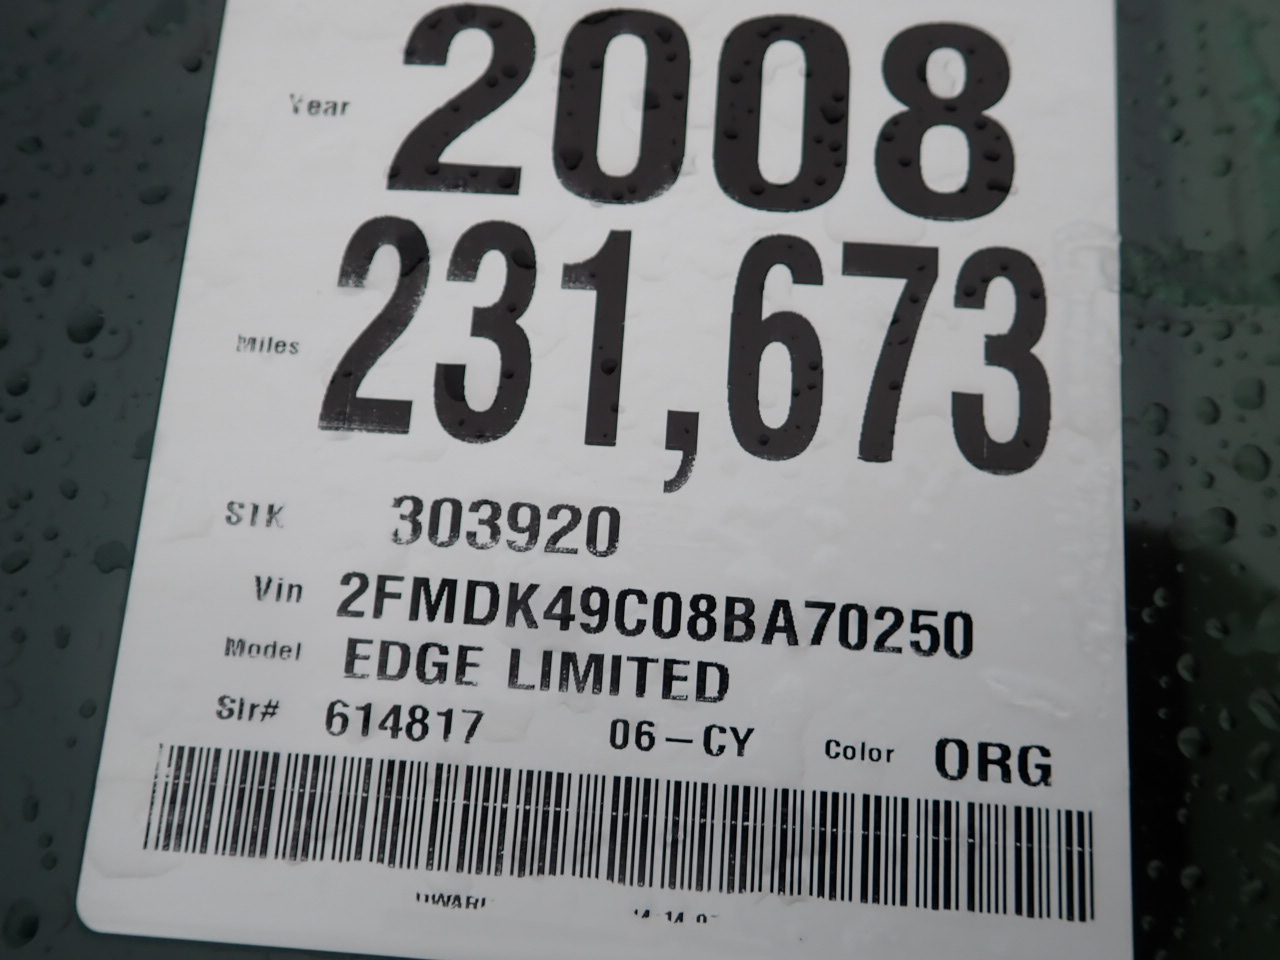 Year 2008
Miles 231,673
STK 303920
Vin 2FMDK49C08BA70250
Model EDGE LIMITED
Slr# 614817 06-CY Color ORG